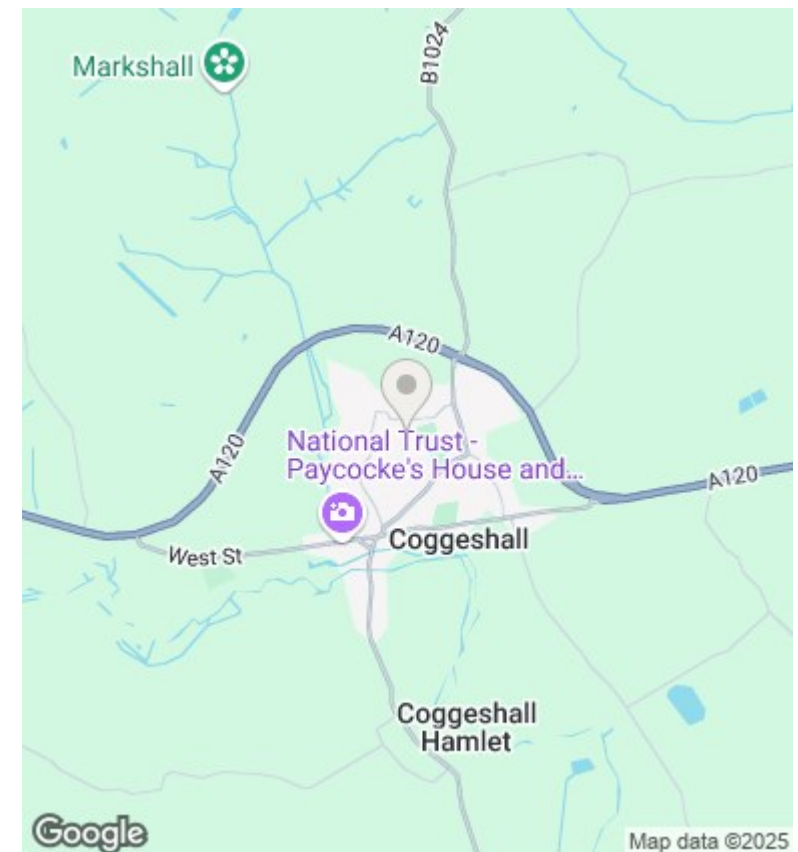 Markshall
B1024
A120
National Trust -
Paycocke's House and...
A120
A120
West St
Coggeshall
Coggeshall
Hamlet
Google
Map data ©2025